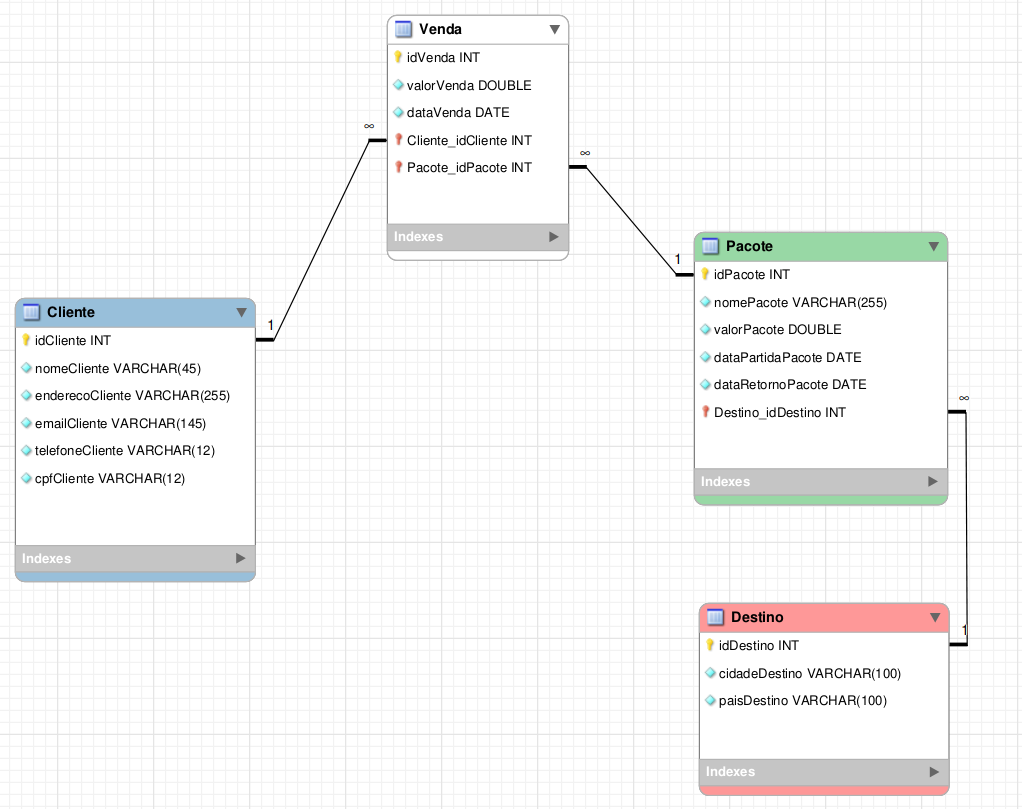 Venda
idVenda INT
valorVenda DOUBLE
dataVenda DATE
Cliente_idCliente INT
Pacote_idPacote INT
Indexes
∞
∞
1
1
Cliente
idCliente INT
nomeCliente VARCHAR(45)
enderecoCliente VARCHAR(255)
emailCliente VARCHAR(145)
telefoneCliente VARCHAR(12)
cpfCliente VARCHAR(12)
Indexes
Pacote
idPacote INT
nomePacote VARCHAR(255)
valorPacote DOUBLE
dataPartidaPacote DATE
dataRetornoPacote DATE
Destino_idDestino INT
Indexes
∞
1
Destino
idDestino INT
cidadeDestino VARCHAR(100)
paisDestino VARCHAR(100)
Indexes